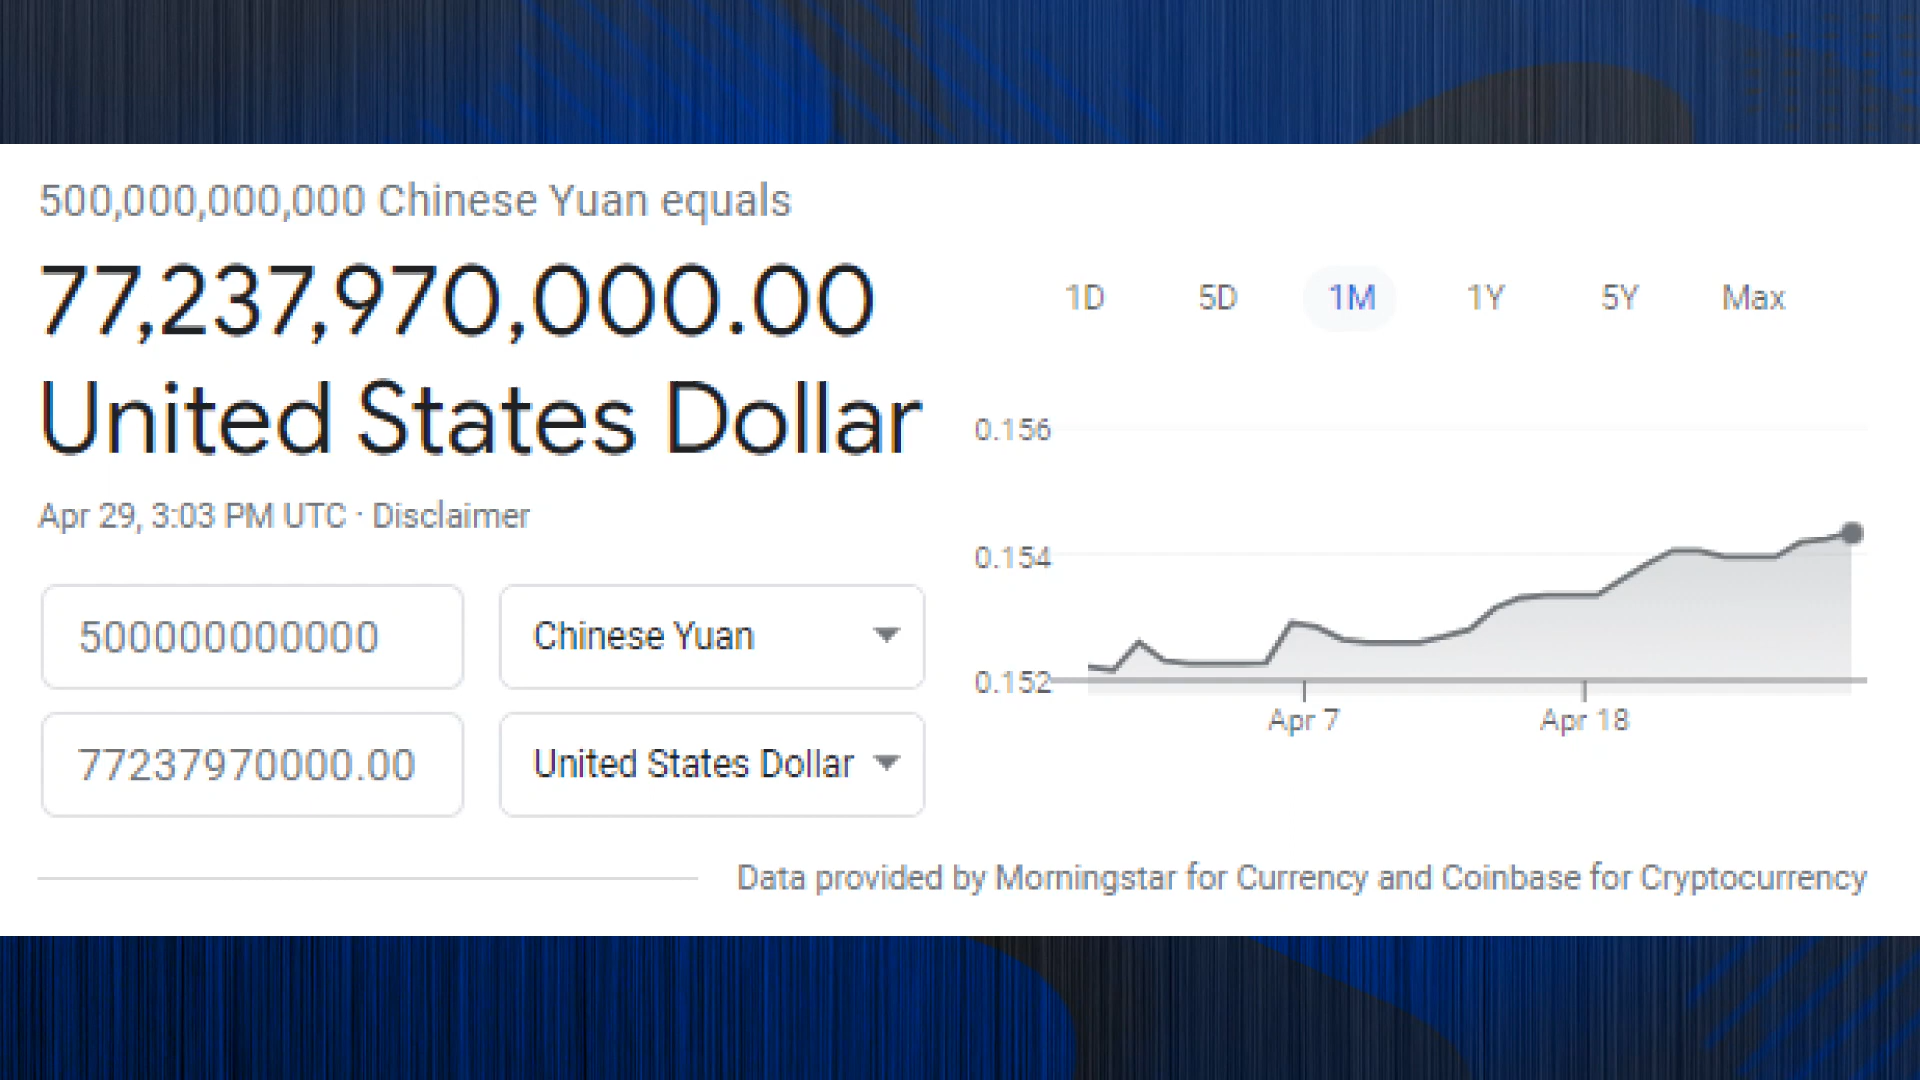 500,000,000,000 Chinese Yuan equals
77,237,970,000.00
United States Dollar
Apr 29, 3:03 PM UTC · Disclaimer
500000000000
Chinese Yuan
77237970000.00
United States Dollar
1D 5D 1M 1Y 5Y Max
0.156
0.154
0.152
Apr 7 Apr 18
Data provided by Morningstar for Currency and Coinbase for Cryptocurrency